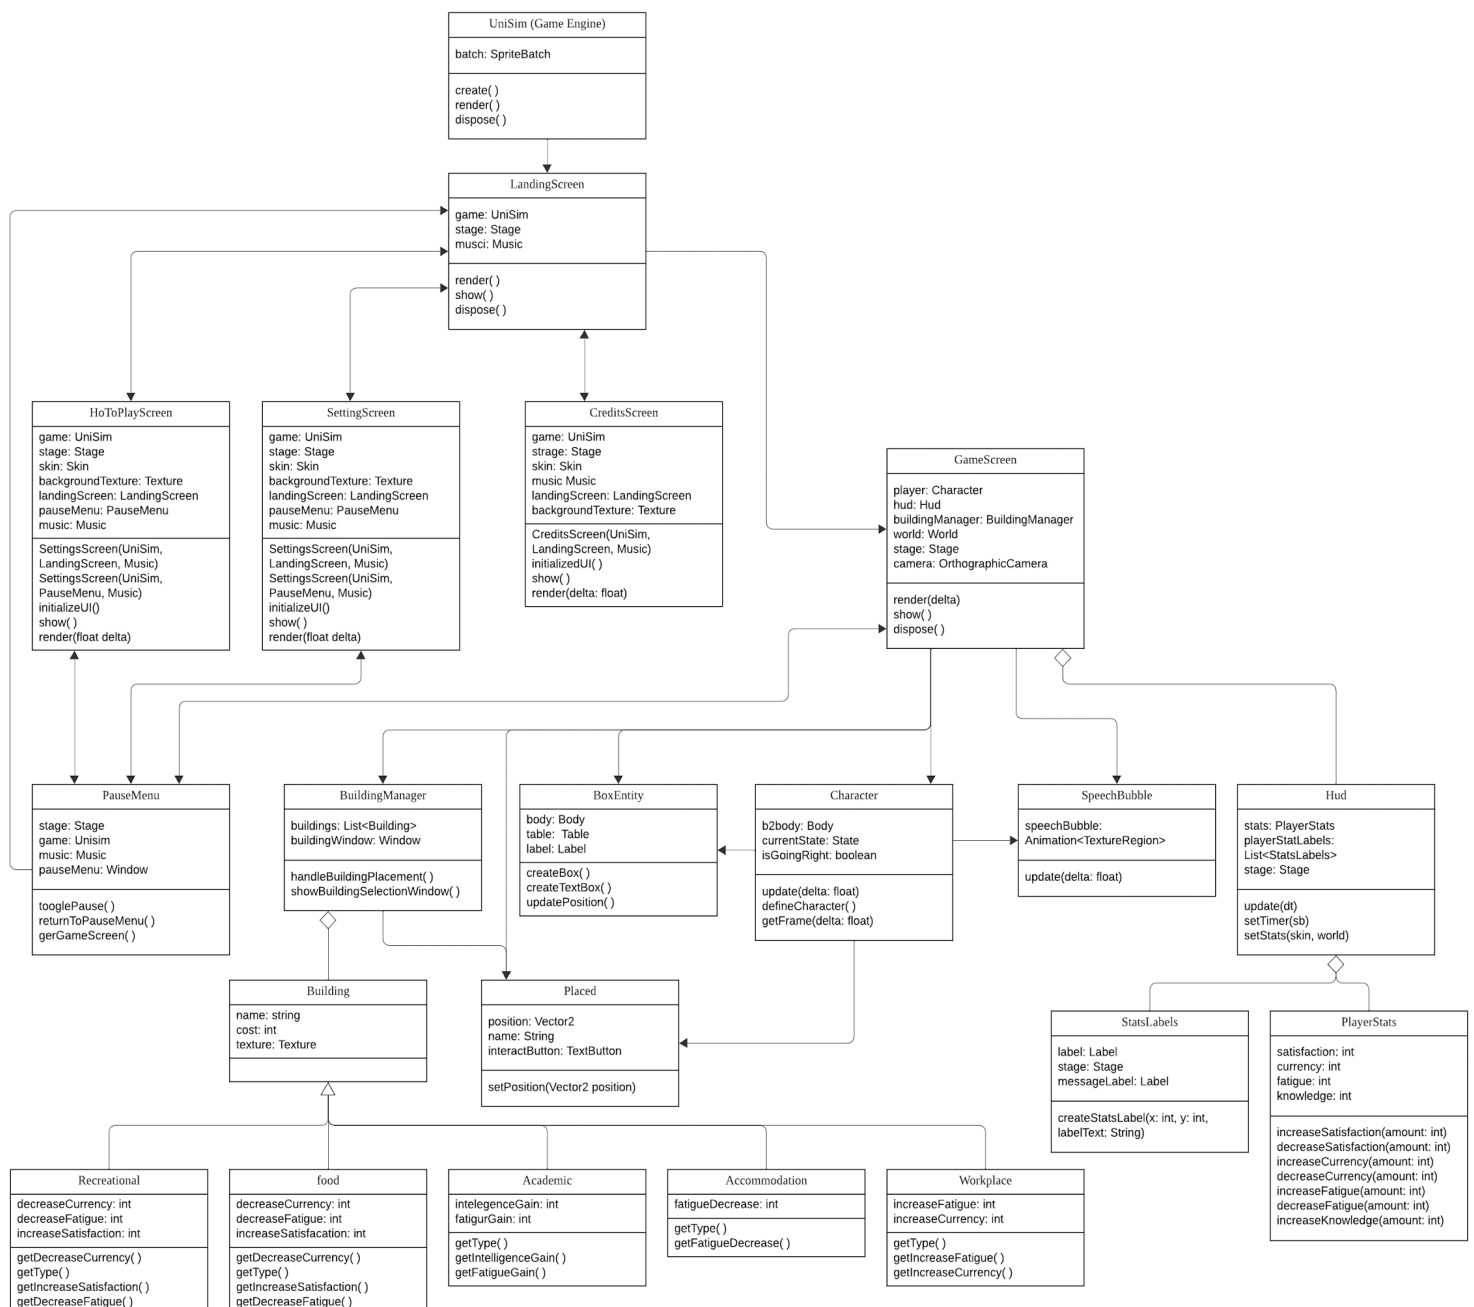 UniSim (Game Engine)
batch: SpriteBatch
create( )
render( )
dispose( )
LandingScreen
game: UniSim
stage: Stage
musci: Music
render( )
show( )
dispose( )
HoToPlayScreen
game: UniSim
stage: Stage
skin: Skin
backgroundTexture: Texture
landingScreen: LandingScreen
pauseMenu: PauseMenu
music: Music
SettingsScreen(UniSim,
LandingScreen, Music)
SettingsScreen(UniSim,
PauseMenu, Music)
initializeUI()
show( )
render(float delta)
SettingScreen
game: UniSim
stage: Stage
skin: Skin
backgroundTexture: Texture
landingScreen: LandingScreen
pauseMenu: PauseMenu
music: Music
SettingsScreen(UniSim,
LandingScreen, Music)
SettingsScreen(UniSim,
PauseMenu, Music)
initializeUI()
show( )
render(float delta)
CreditsScreen
game: UniSim
strage: Stage
skin: Skin
music Music
landingScreen: LandingScreen
backgroundTexture: Texture
CreditsScreen(UniSim,
LandingScreen, Music)
initializedUI( )
show( )
render(delta: float)
GameScreen
player: Character
hud: Hud
buildingManager: BuildingManager
world: World
stage: Stage
camera: OrthographicCamera
render(delta)
show( )
dispose( )
PauseMenu
stage: Stage
game: Unisim
music: Music
pauseMenu: Window
tooglePause( )
returnToPauseMenu( )
gerGameScreen( )
BuildingManager
buildings: List<Building>
buildingWindow: Window
handleBuildingPlacement( )
showBuildingSelectionWindow( )
BoxEntity
body: Body
table:  Table
label: Label
createBox( )
createTextBox( )
updatePosition( )
Character
b2body: Body
currentState: State
isGoingRight: boolean
update(delta: float)
defineCharacter( )
getFrame(delta: float)
SpeechBubble
speechBubble:
Animation<TextureRegion>
update(delta: float)
Hud
stats: PlayerStats
playerStatLabels:
List<StatsLabels>
stage: Stage
update(dt)
setTimer(sb)
setStats(skin, world)
Building
name: string
cost: int
texture: Texture
Placed
position: Vector2
name: String
interactButton: TextButton
setPosition(Vector2 position)
StatsLabels
label: Label
stage: Stage
messageLabel: Label
createStatsLabel(x: int, y: int,
labelText: String)
PlayerStats
satisfaction: int
currency: int
fatigue: int
knowledge: int
increaseSatisfaction(amount: int)
decreaseSatisfaction(amount: int)
increaseCurrency(amount: int)
decreaseCurrency(amount: int)
increaseFatigue(amount: int)
decreaseFatigue(amount: int)
increaseKnowledge(amount: int)
Recreational
decreaseCurrency: int
decreaseFatigue: int
increaseSatisfaction: int
getDecreaseCurrency( )
getType( )
getIncreaseSatisfaction( )
getDecreaseFatigue( )
food
decreaseCurrency: int
decreaseFatigue: int
increaseSatisfacation: int
getDecreaseCurrency( )
getType( )
getIncreaseSatisfaction( )
getDecreaseFatigue( )
Academic
intelegenceGain: int
fatigurGain: int
getType( )
getIntelligenceGain( )
getFatigueGain( )
Accommodation
fatigueDecrease: int
getType( )
getFatigueDecrease( )
Workplace
increaseFatigue: int
increaseCurrency: int
getType( )
getIncreaseFatigue( )
getIncreaseCurrency( )